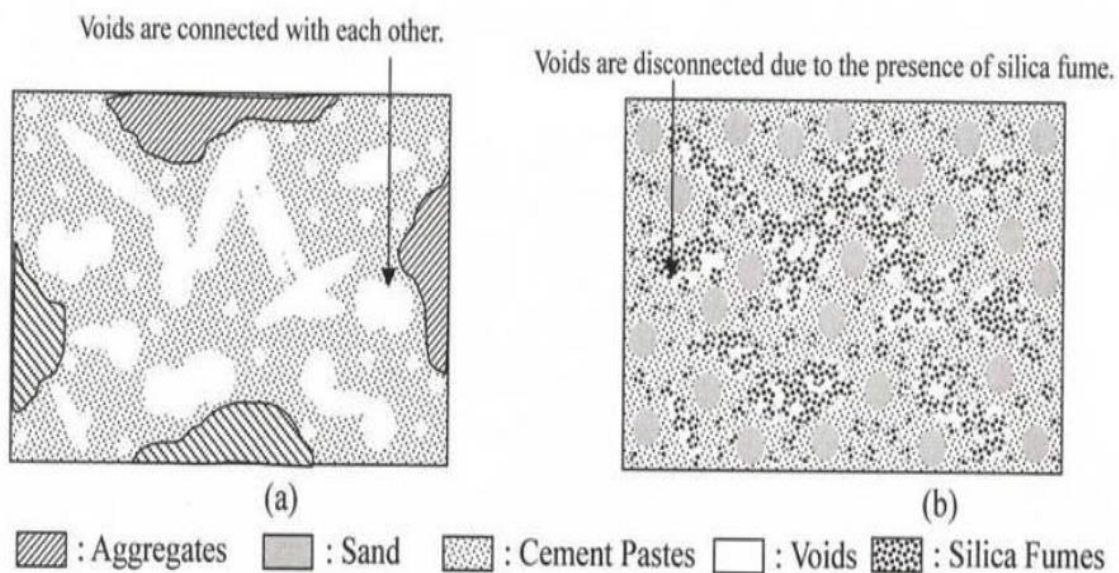 Voids are connected with each other.
Voids are disconnected due to the presence of silica fume.
(a)
(b)
: Aggregates : Sand : Cement Pastes : Voids : Silica Fumes